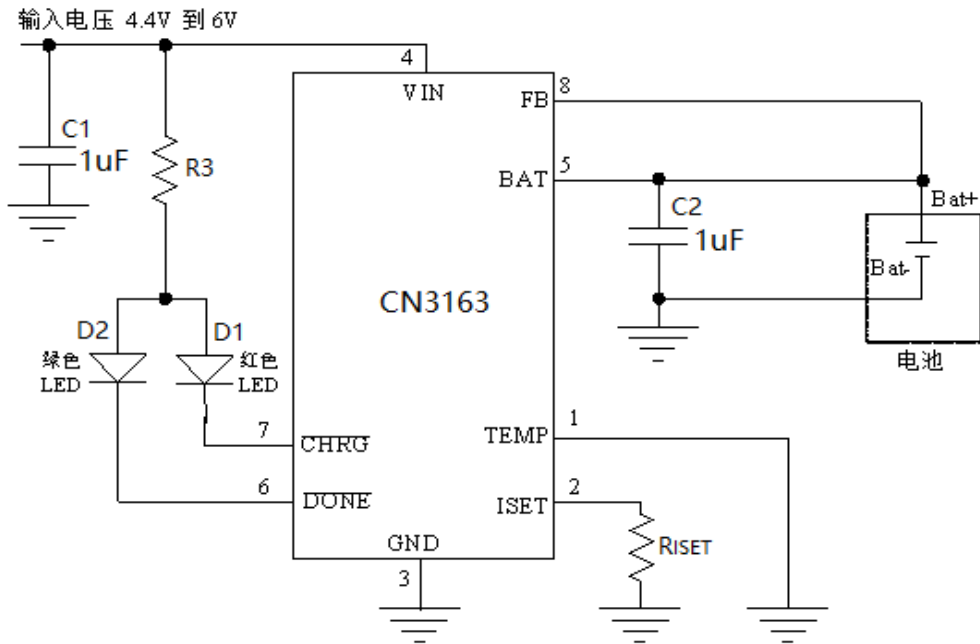 输入电压 4.4V 到 6V
4
VIN
8
FB
C1
1uF
R3
5
BAT
C2
1uF
Bat+
Bat-
CN3163
电池
D2
D1
绿色
LED
红色
LED
7
CHRG
1
TEMP
6
DONE
2
ISET
RISET
GND
3